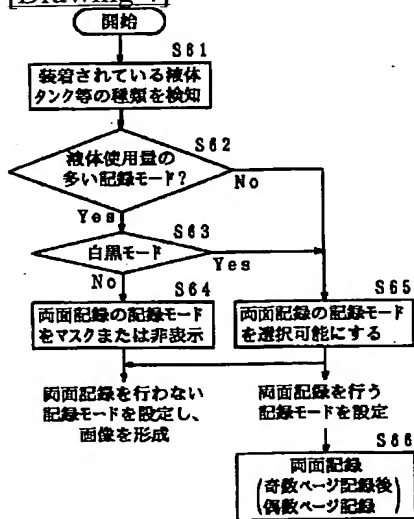 [Drawing 7]
開始
S61
装着されている液体
タンク等の種類を検知
S62
液体使用量の
多い記録モード?
No
Yes
S63
白黒モード
Yes
No
S64
S65
両面記録の記録モード
をマスクまたは非表示
両面記録の記録モード
を選択可能にする
両面記録を行わない
記録モードを設定し、
画像を形成
両面記録を行う
記録モードを設定
S66
両面記録
(奇数ページ記録後
偶数ページ記録)